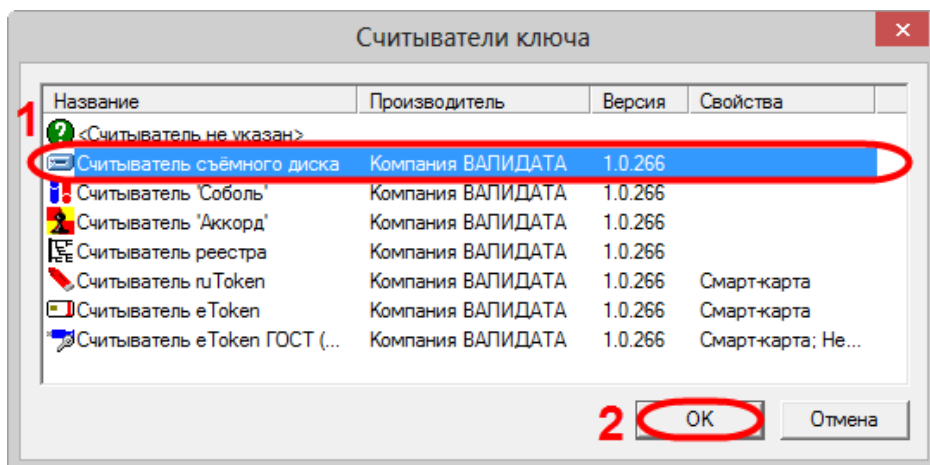 Считыватели ключа
Название Производитель Версия Свойства
1
<Считыватель не указан>
Считыватель съёмного диска Компания ВАЛИДАТА 1.0.266
Считыватель 'Соболь' Компания ВАЛИДАТА 1.0.266
Считыватель 'Аккорд' Компания ВАЛИДАТА 1.0.266
Считыватель реестра Компания ВАЛИДАТА 1.0.266
Считыватель ruToken Компания ВАЛИДАТА 1.0.266 Смарт-карта
Считыватель eToken Компания ВАЛИДАТА 1.0.266 Смарт-карта
Считыватель eToken ГОСТ (... Компания ВАЛИДАТА 1.0.266 Смарт-карта; Не...
2 OK Отмена